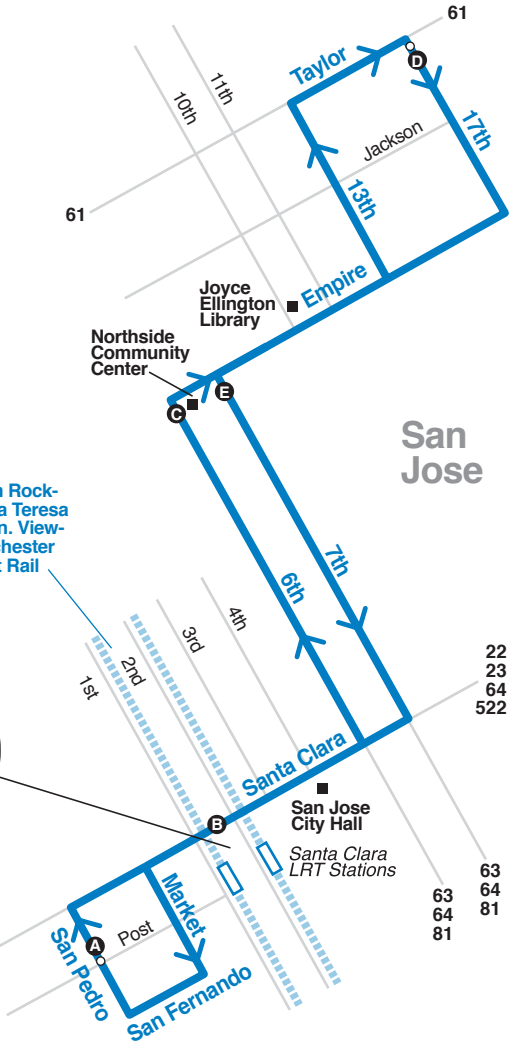 61
Taylor
D
11th
10th
17th
Jackson
13th
61
Empire
Joyce
Ellington
Library
Northside
Community
Center
C
E
San
Jose
Rock-
a Teresa
n. View-
chester
t Rail
7th
6th
4th
3rd
2nd
1st
22
23
64
522
Santa Clara
B
San Jose
City Hall
Santa Clara
LRT Stations
63
64
81
63
64
81
Market
Post
A
San Pedro
San Fernando